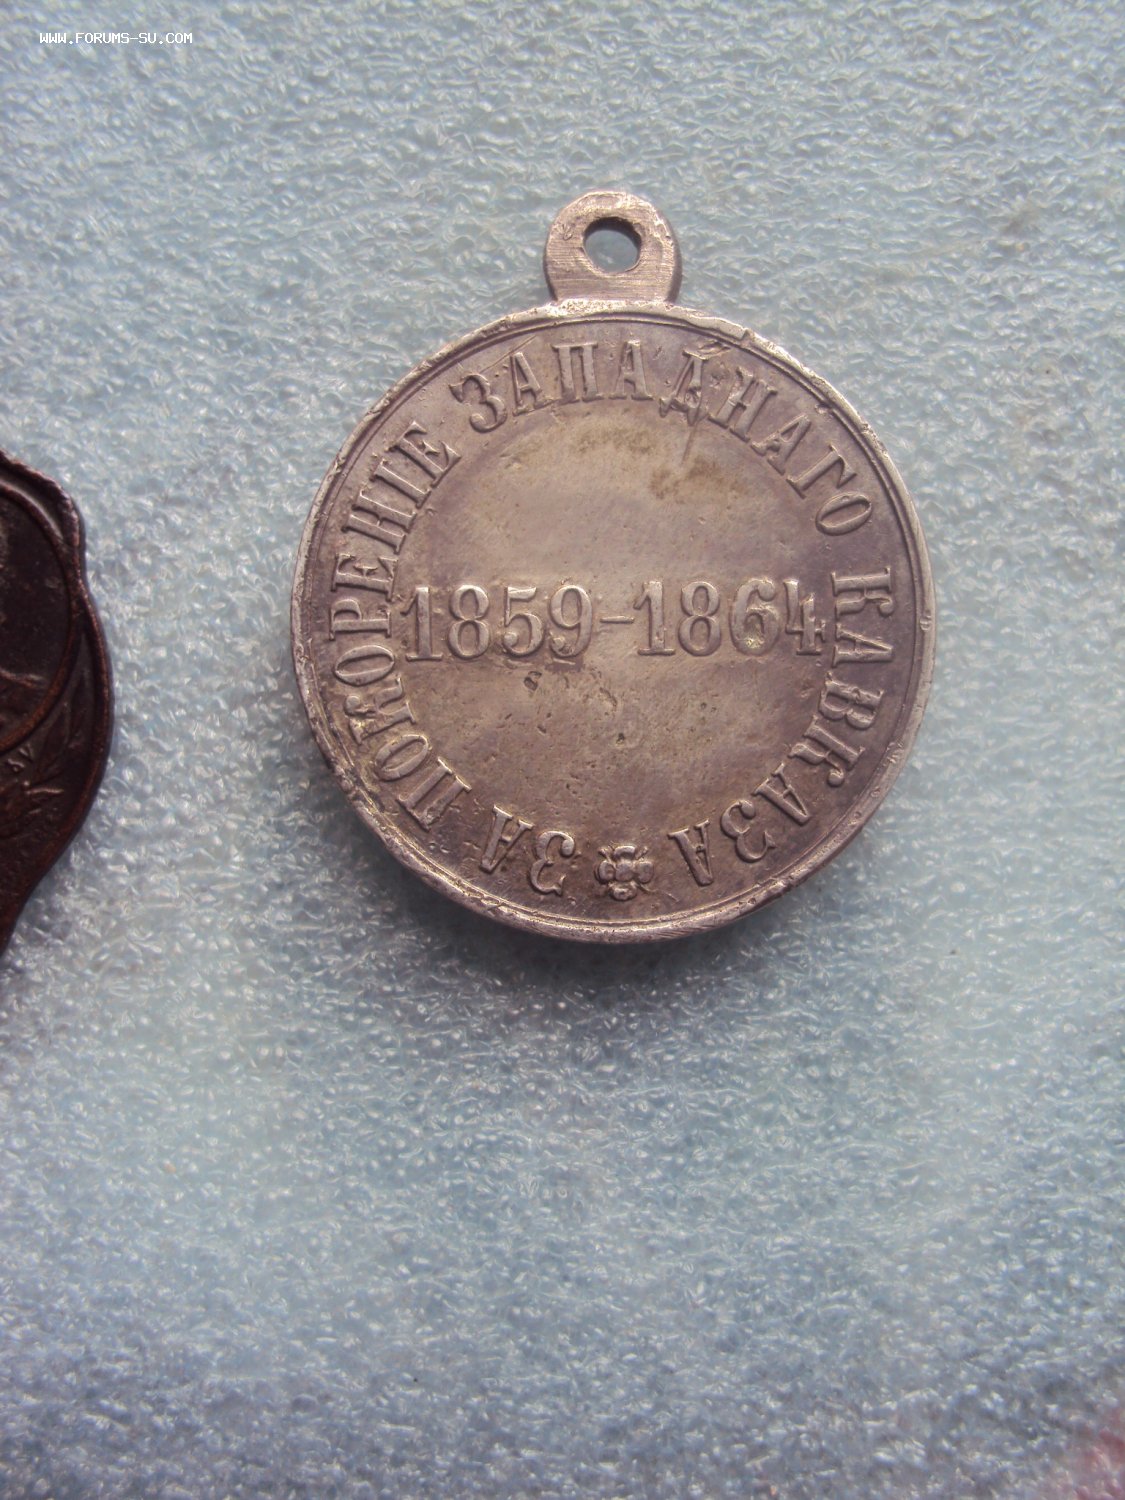 WWW.FORUMS-SU.COM
ЗА ПОКОРЕНІЕ ЗАПАДНАГО КАВКАЗА
1859-1864